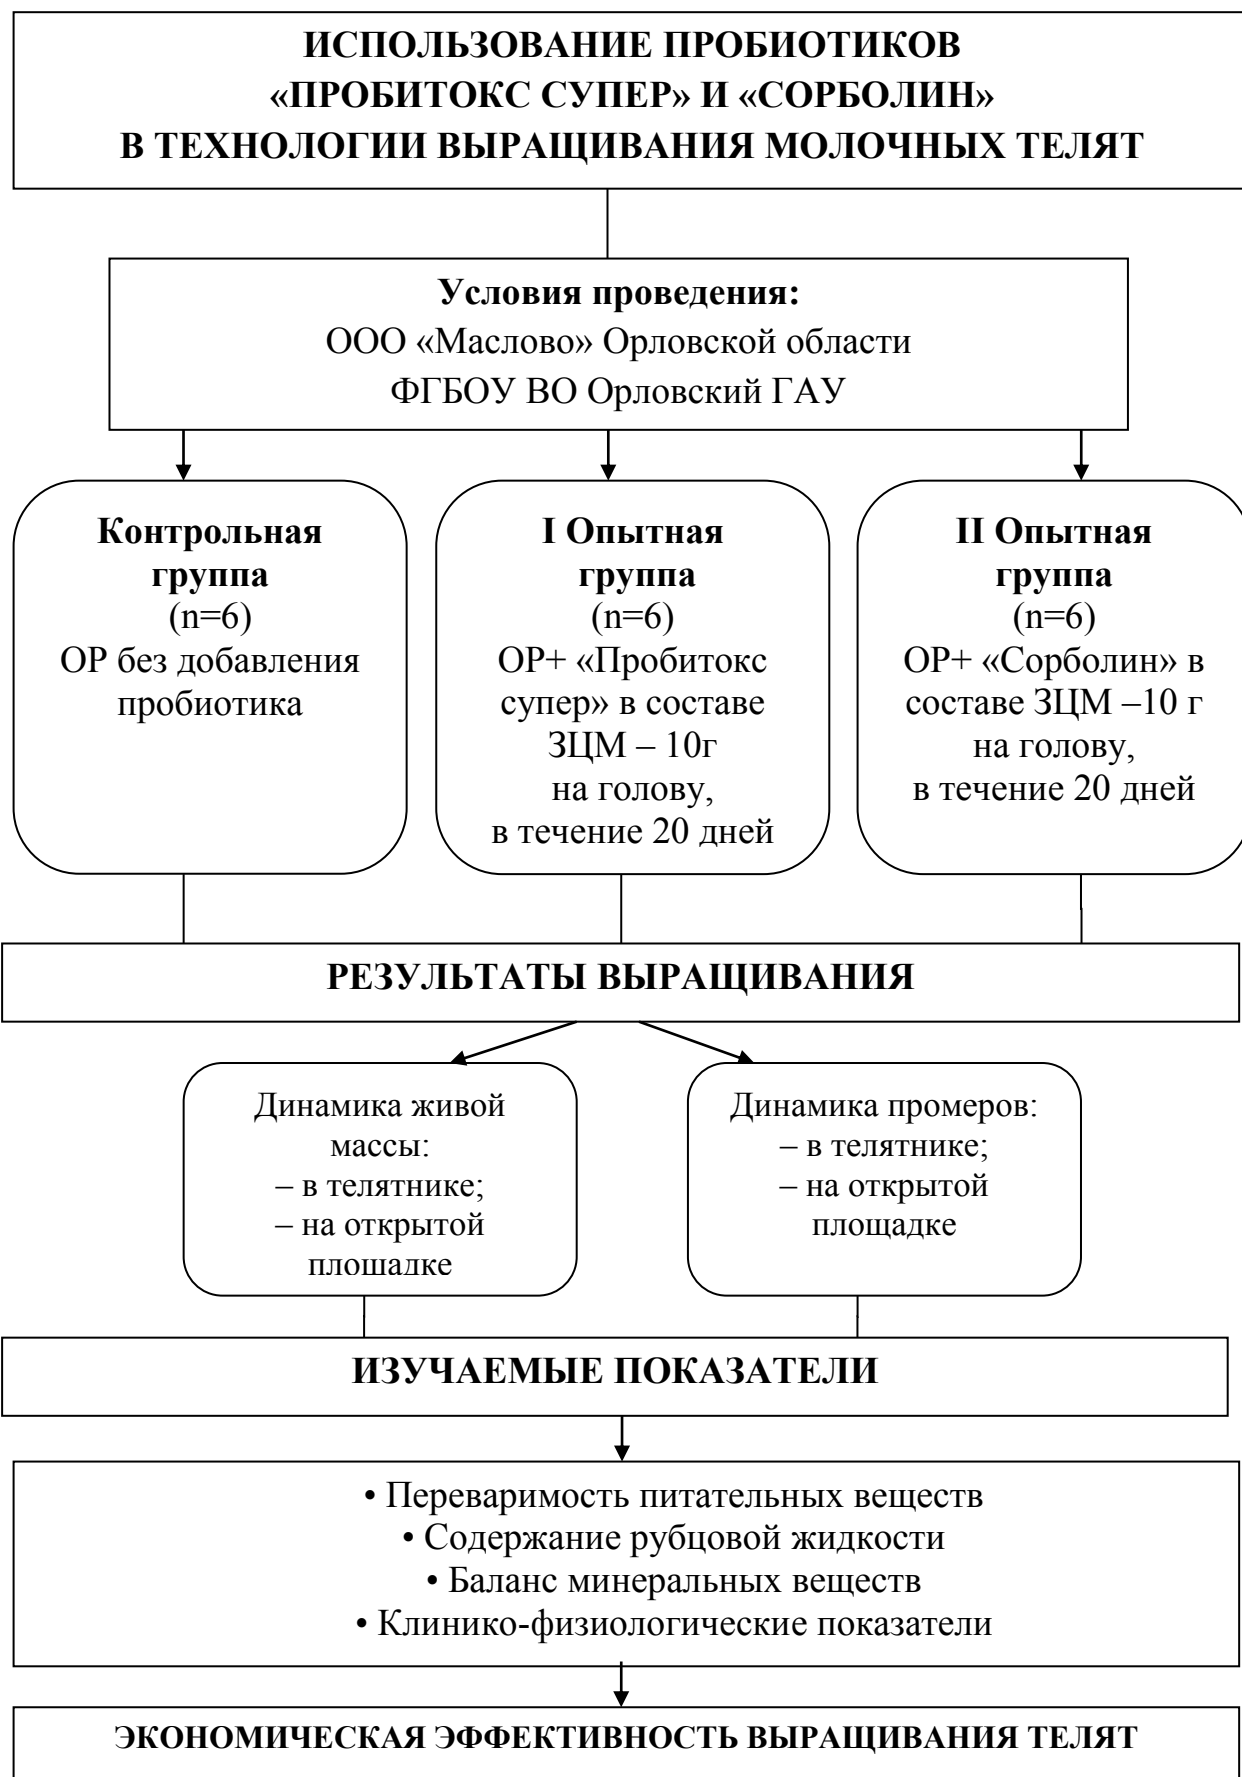 ИСПОЛЬЗОВАНИЕ ПРОБИОТИКОВ
«ПРОБИТОКС СУПЕР» И «СОРБОЛИН»
В ТЕХНОЛОГИИ ВЫРАЩИВАНИЯ МОЛОЧНЫХ ТЕЛЯТ
Условия проведения:
ООО «Маслово» Орловской области
ФГБОУ ВО Орловский ГАУ
Контрольная
группа
(n=6)
ОР без добавления
пробиотика
I Опытная
группа
(n=6)
ОР+ «Пробитокс
супер» в составе
ЗЦМ – 10г
на голову,
в течение 20 дней
II Опытная
группа
(n=6)
ОР+ «Сорболин» в
составе ЗЦМ –10 г
на голову,
в течение 20 дней
РЕЗУЛЬТАТЫ ВЫРАЩИВАНИЯ
Динамика живой
массы:
– в телятнике;
– на открытой
площадке
Динамика промеров:
– в телятнике;
– на открытой
площадке
ИЗУЧАЕМЫЕ ПОКАЗАТЕЛИ
• Переваримость питательных веществ
• Содержание рубцовой жидкости
• Баланс минеральных веществ
• Клинико-физиологические показатели
ЭКОНОМИЧЕСКАЯ ЭФФЕКТИВНОСТЬ ВЫРАЩИВАНИЯ ТЕЛЯТ